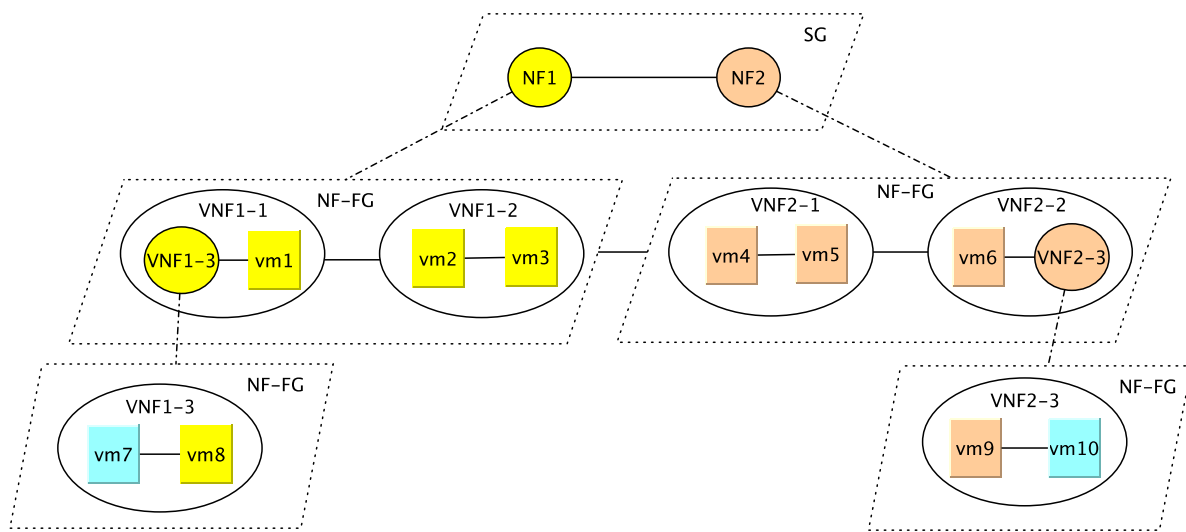 SG
NF1
NF2
NF-FG
VNF1-1
VNF1-2
VNF1-3
vm1
vm2
vm3
NF-FG
VNF2-1
VNF2-2
vm4
vm5
vm6
VNF2-3
NF-FG
VNF1-3
vm7
vm8
NF-FG
VNF2-3
vm9
vm10